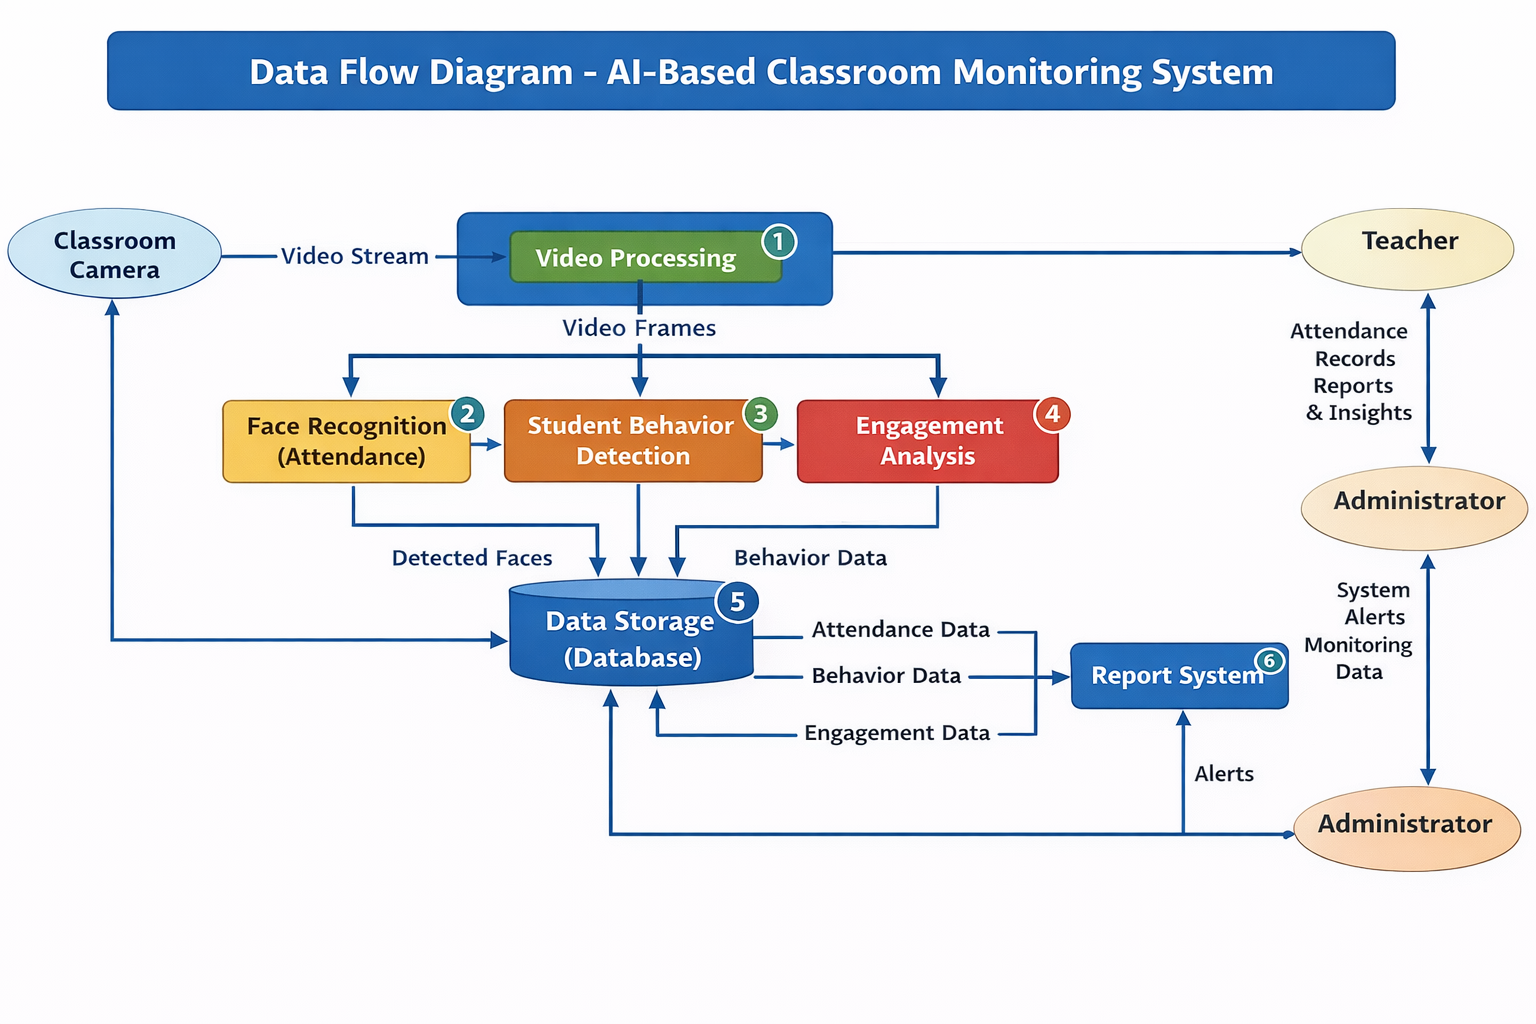 Data Flow Diagram - AI-Based Classroom Monitoring System
Classroom
Camera
Video Stream
Video Processing
1
Teacher
Video Frames
Attendance
Records
Reports
& Insights
Face Recognition
(Attendance)
2
Student Behavior
Detection
3
Engagement
Analysis
4
Administrator
Detected Faces
Behavior Data
Data Storage
(Database)
5
Attendance Data
Behavior Data
Engagement Data
Report System
6
System
Alerts
Monitoring
Data
Alerts
Administrator